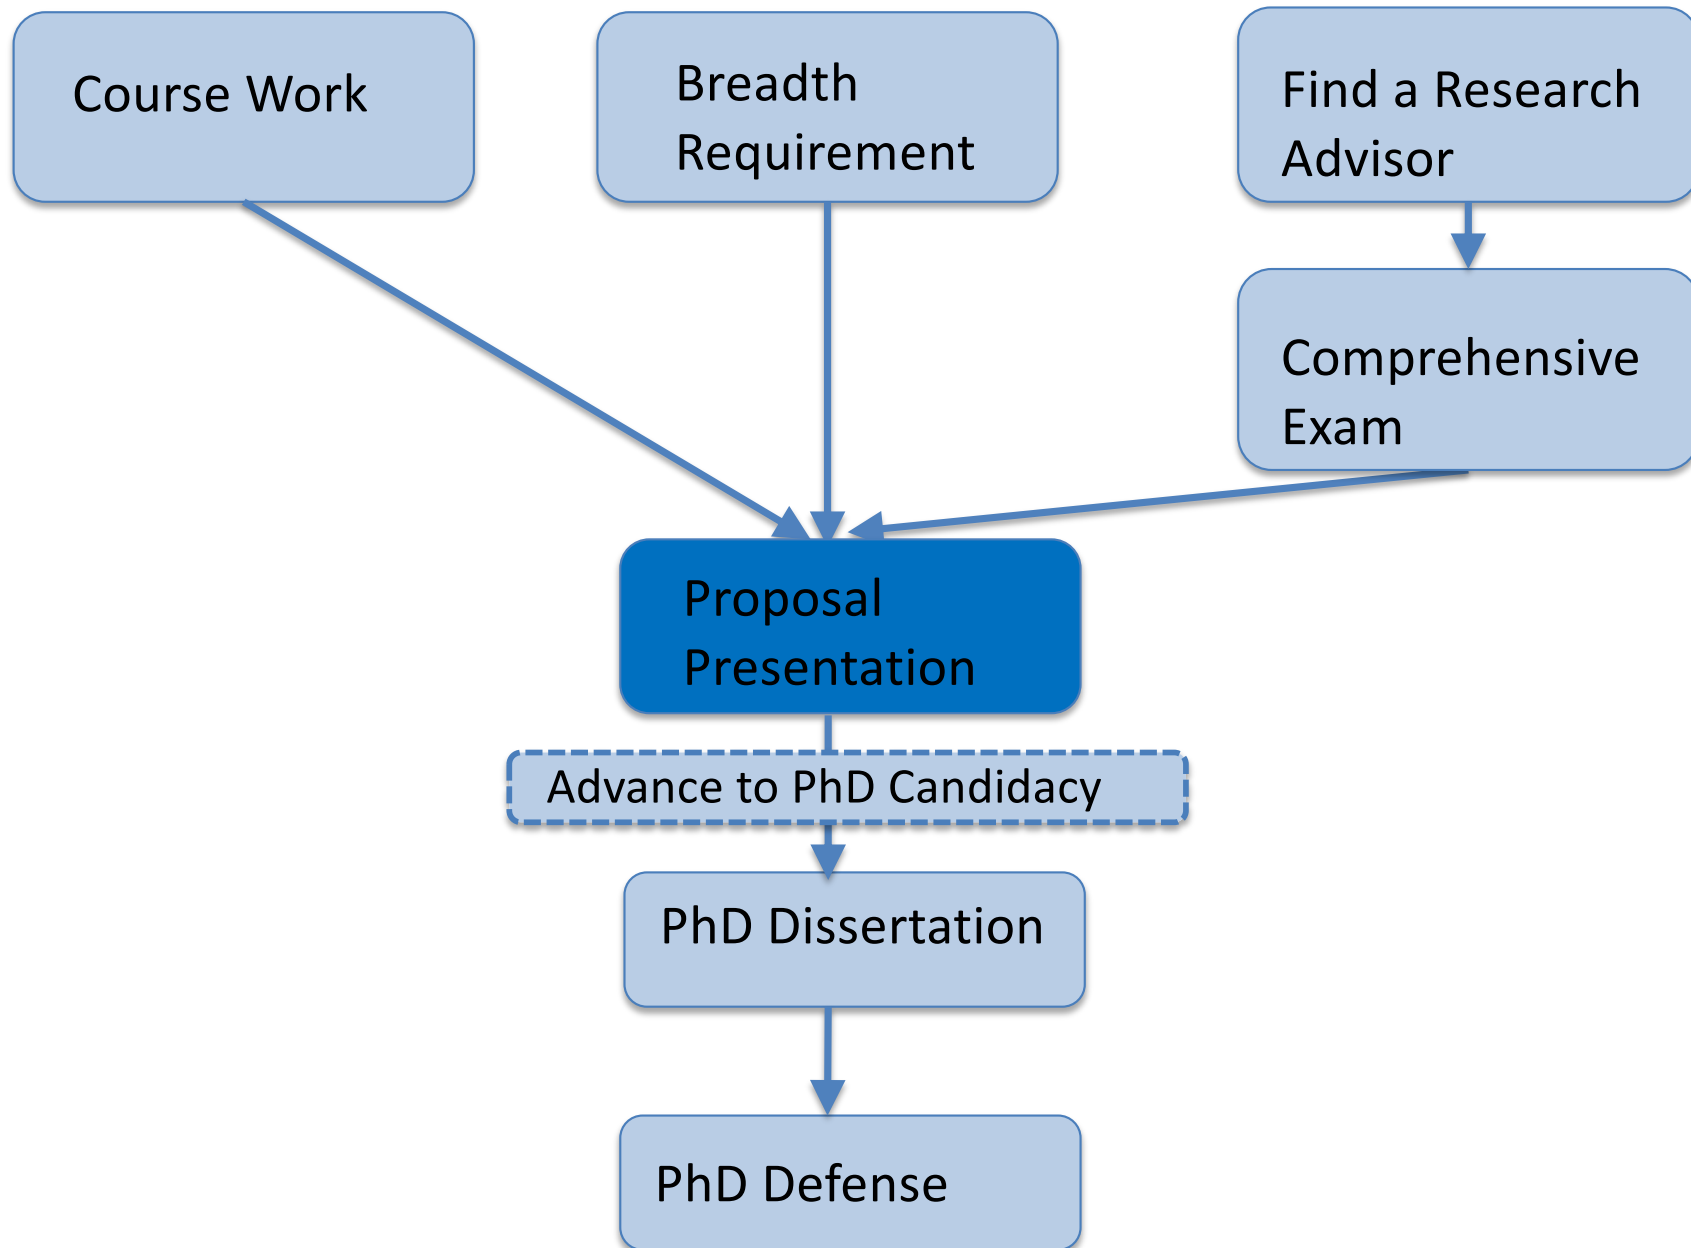 Course Work
Breadth
Requirement
Find a Research
Advisor
Comprehensive
Exam
Proposal
Presentation
Advance to PhD Candidacy
PhD Dissertation
PhD Defense